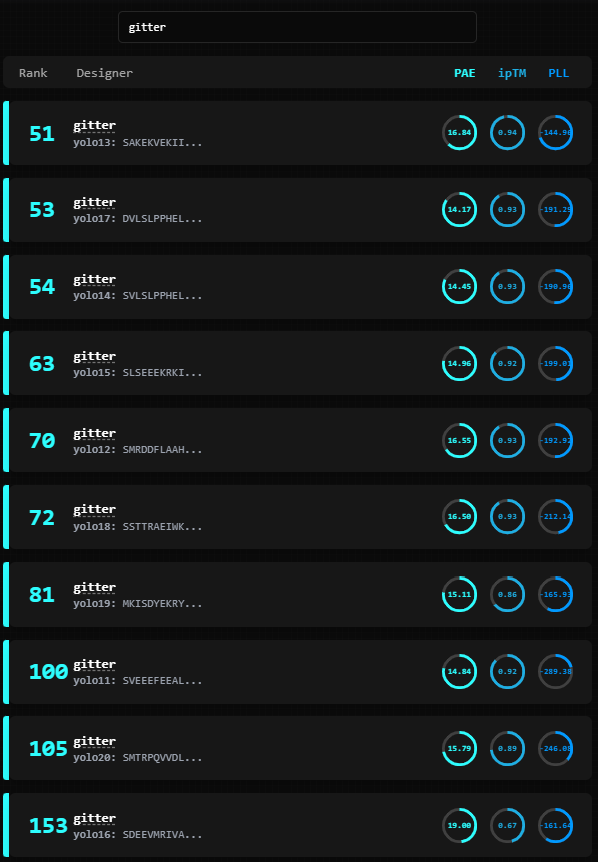 gitter
Rank Designer PAE ipTM PLL
51 gitter 16.84 0.94 -144.96
yolo13: SAKEKVEKII...
53 gitter 14.17 0.93 -191.29
yolo17: DVLSLPPHEL...
54 gitter 14.45 0.93 -190.96
yolo14: SVLSLPPHEL...
63 gitter 14.96 0.92 -199.01
yolo15: SLSEEEKRKI...
70 gitter 16.55 0.93 -192.92
yolo12: SMRDDFLAAH...
72 gitter 16.50 0.93 -212.14
yolo18: SSTTRAEIWK...
81 gitter 15.11 0.86 -165.93
yolo19: MKISDYEKRY...
100 gitter 14.84 0.92 -289.38
yolo11: SVEEEFEEAL...
105 gitter 15.79 0.89 -246.08
yolo20: SMTRPQVVDL...
153 gitter 19.00 0.67 -161.64
yolo16: SDEEVMRIVA...